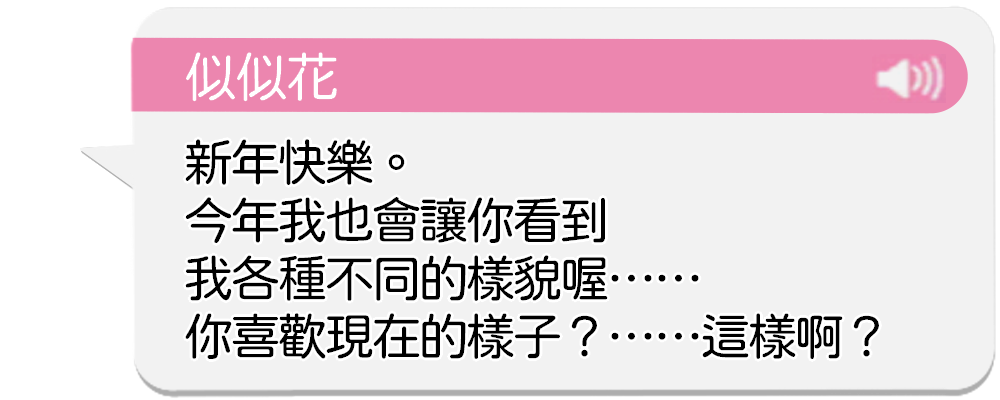 似似花
新年快樂。
今年我也會讓你看到
我各種不同的樣貌喔⋯⋯
你喜歡現在的樣子？⋯⋯這樣啊？